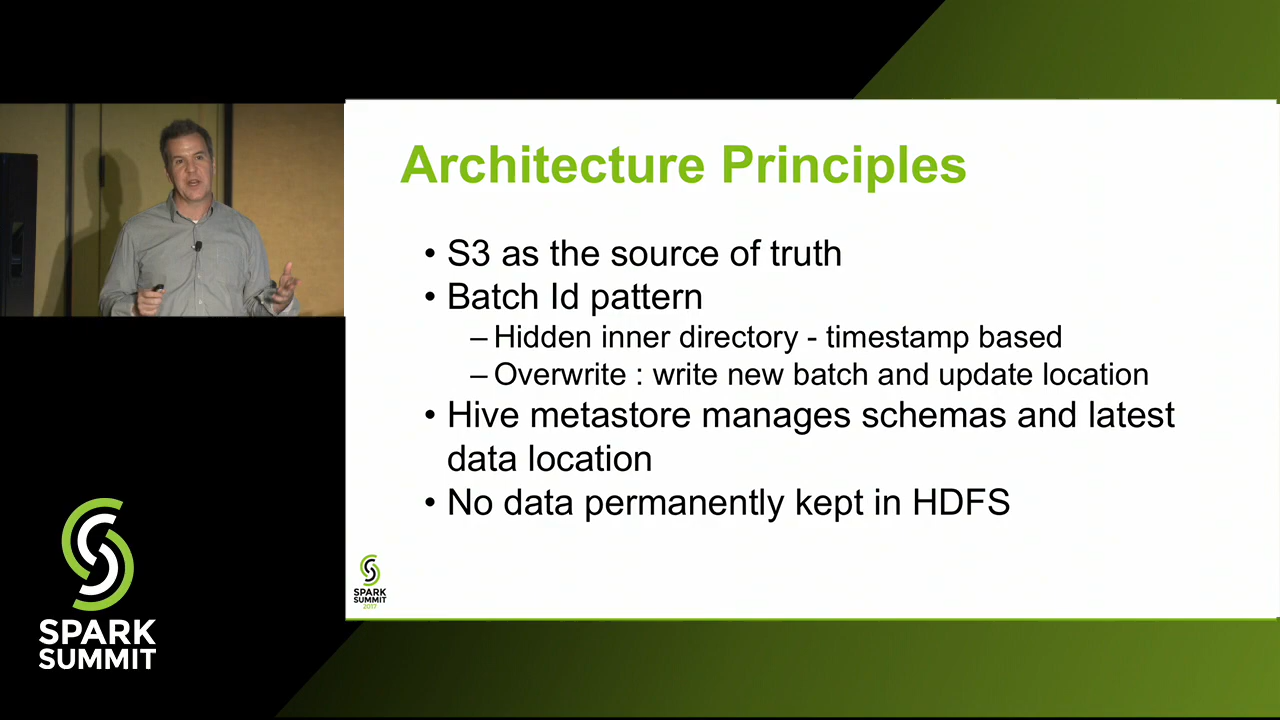 Architecture Principles
• S3 as the source of truth
• Batch Id pattern
– Hidden inner directory - timestamp based
– Overwrite : write new batch and update location
• Hive metastore manages schemas and latest
data location
• No data permanently kept in HDFS
SPARK
SUMMIT
2017
SPARK
SUMMIT